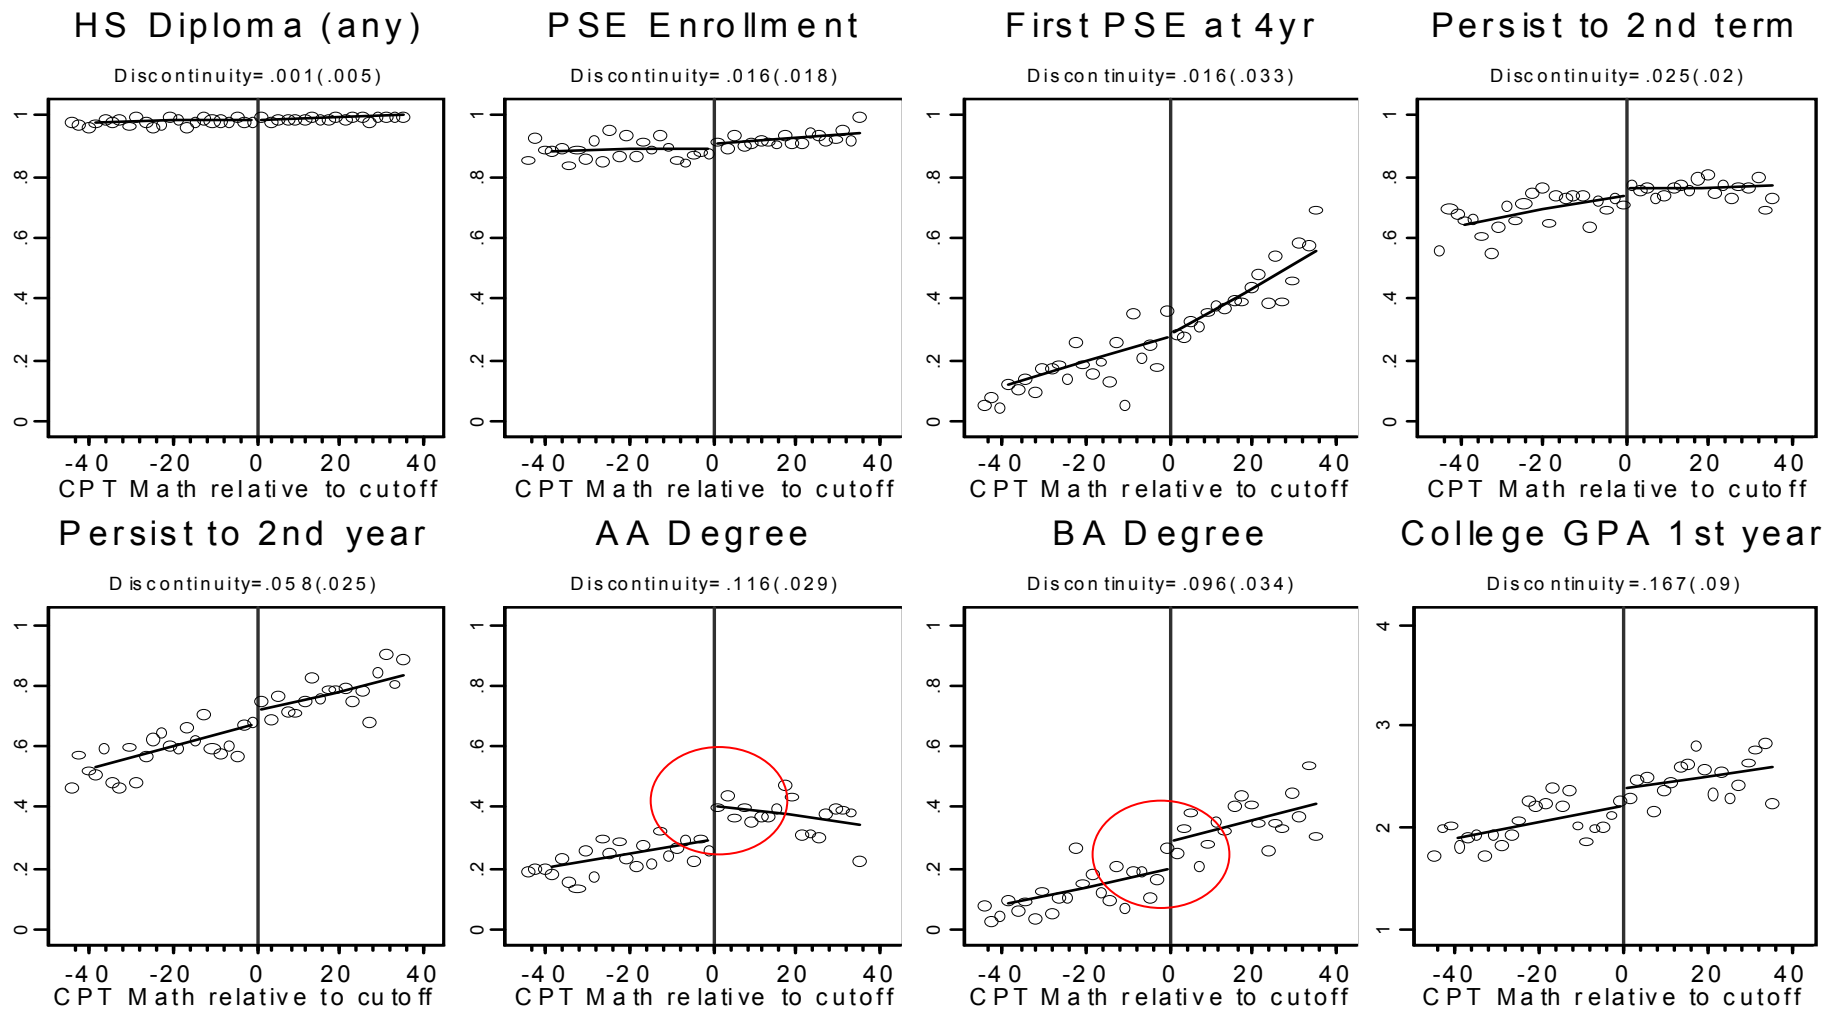 HS Diploma (any)
Discontinuity= .001(.005)
1
.8
.6
.4
.2
0
-40 -20 0 20 40
CPT Math relative to cutoff
PSE Enrollment
Discontinuity= .016(.018)
1
.8
.6
.4
.2
0
-40 -20 0 20 40
CPT Math relative to cutoff
First PSE at 4yr
Discontinuity= .016(.033)
1
.8
.6
.4
.2
0
-40 -20 0 20 40
CPT Math relative to cutoff
Persist to 2nd term
Discontinuity= .025(.02)
1
.8
.6
.4
.2
0
-40 -20 0 20 40
CPT Math relative to cutoff
Persist to 2nd year
Discontinuity= .058(.025)
1
.8
.6
.4
.2
0
-40 -20 0 20 40
CPT Math relative to cutoff
AA Degree
Discontinuity= .116(.029)
1
.8
.6
.4
.2
0
-40 -20 0 20 40
CPT Math relative to cutoff
BA Degree
Discontinuity= .096(.034)
1
.8
.6
.4
.2
0
-40 -20 0 20 40
CPT Math relative to cutoff
College GPA 1st year
Discontinuity= .167(.09)
4
3
2
1
-40 -20 0 20 40
CPT Math relative to cutoff